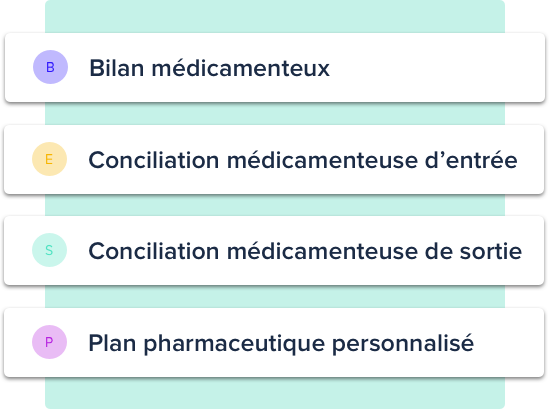 B Bilan médicamenteux
E Conciliation médicamenteuse d’entrée
S Conciliation médicamenteuse de sortie
P Plan pharmaceutique personnalisé